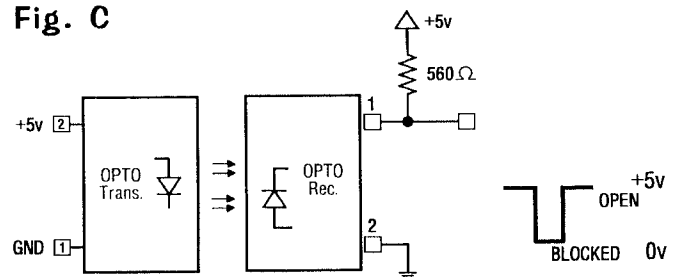 Fig. C
+5v
560Ω
1
+5v 2
OPTO
Trans.
OPTO
Rec.
+5v
OPEN
2
GND 1
BLOCKED 0v